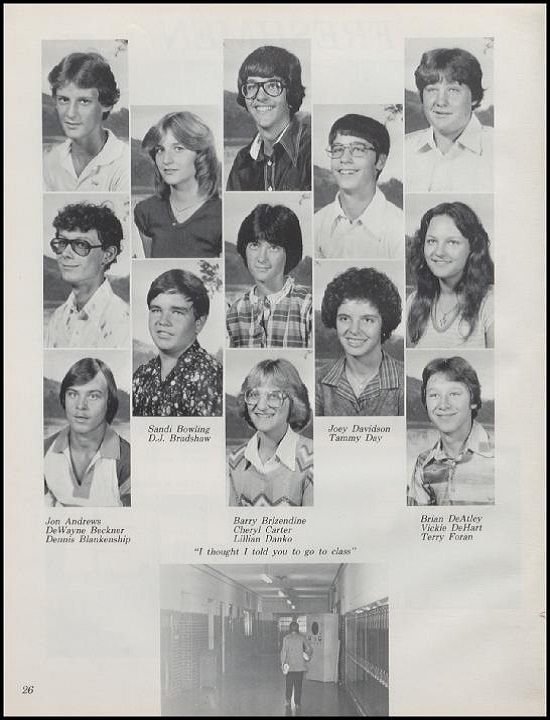 Sandi Bowling
D.J. Bradshaw
Joey Davidson
Tammy Day
Jon Andrews
DeWayne Beckner
Dennis Blankenship
Barry Brizendine
Cheryl Carter
Lillian Danko
Brian DeAtley
Vickie DeHart
Terry Foran
"I thought I told you to go to class"
26